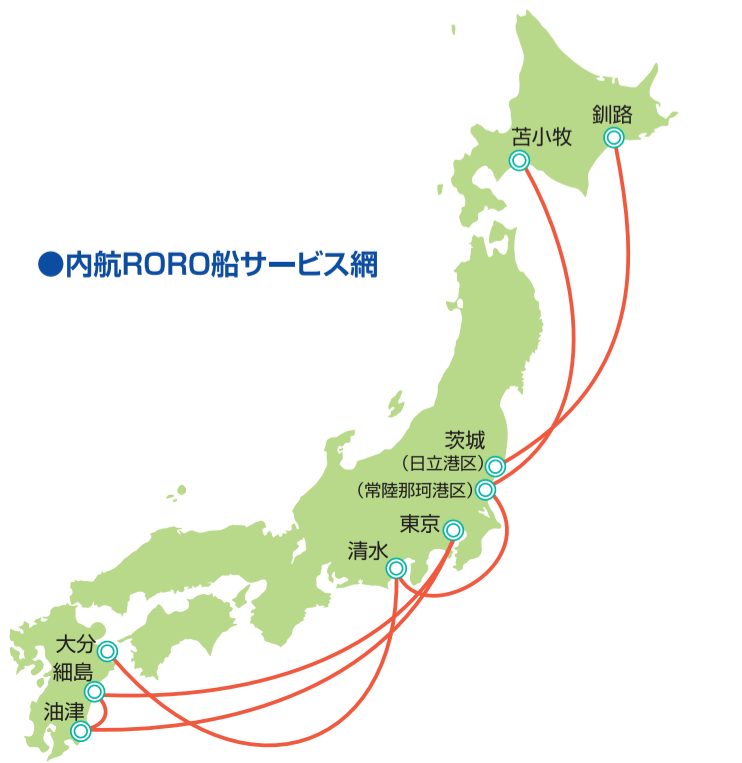 釧路
苫小牧
●内航RORO船サービス網
茨城
（日立港区）
（常陸那珂港区）
東京
清水
大分
細島
油津